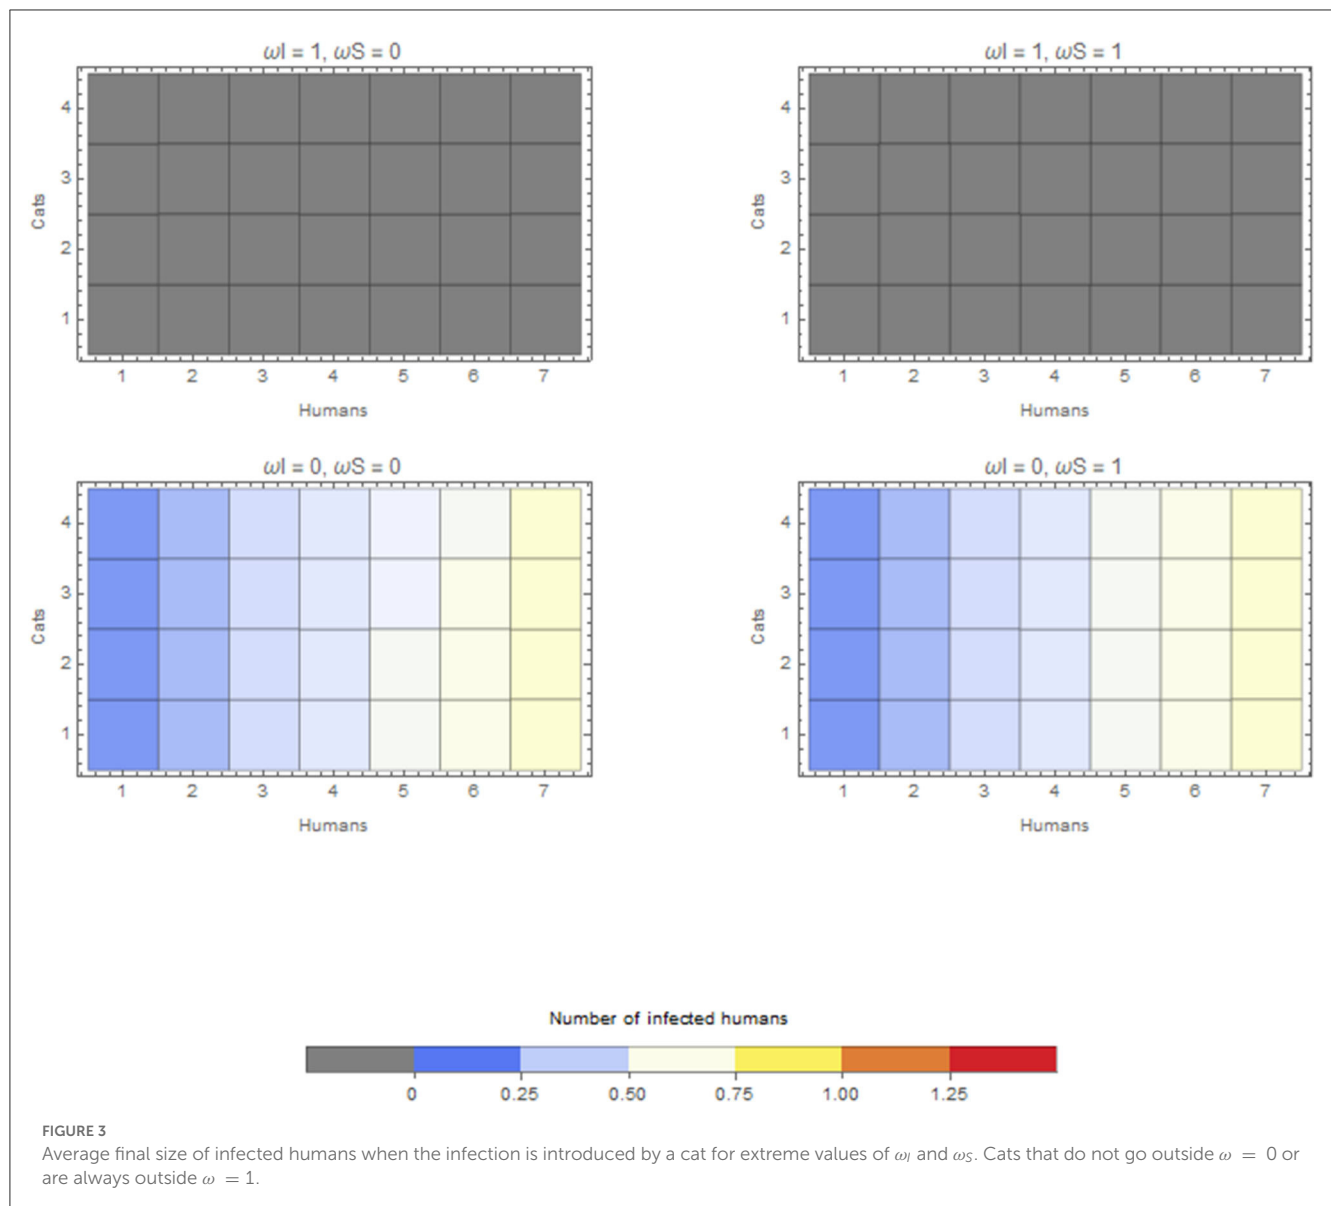 ωI = 1, ωS = 0
4
3
2
1
Cats
1 2 3 4 5 6 7
Humans
ωI = 1, ωS = 1
4
3
2
1
Cats
1 2 3 4 5 6 7
Humans
ωI = 0, ωS = 0
4
3
2
1
Cats
1 2 3 4 5 6 7
Humans
ωI = 0, ωS = 1
4
3
2
1
Cats
1 2 3 4 5 6 7
Humans
Number of infected humans
0 0.25 0.50 0.75 1.00 1.25
FIGURE 3
Average final size of infected humans when the infection is introduced by a cat for extreme values of ωI and ωS. Cats that do not go outside ω = 0 or
are always outside ω = 1.